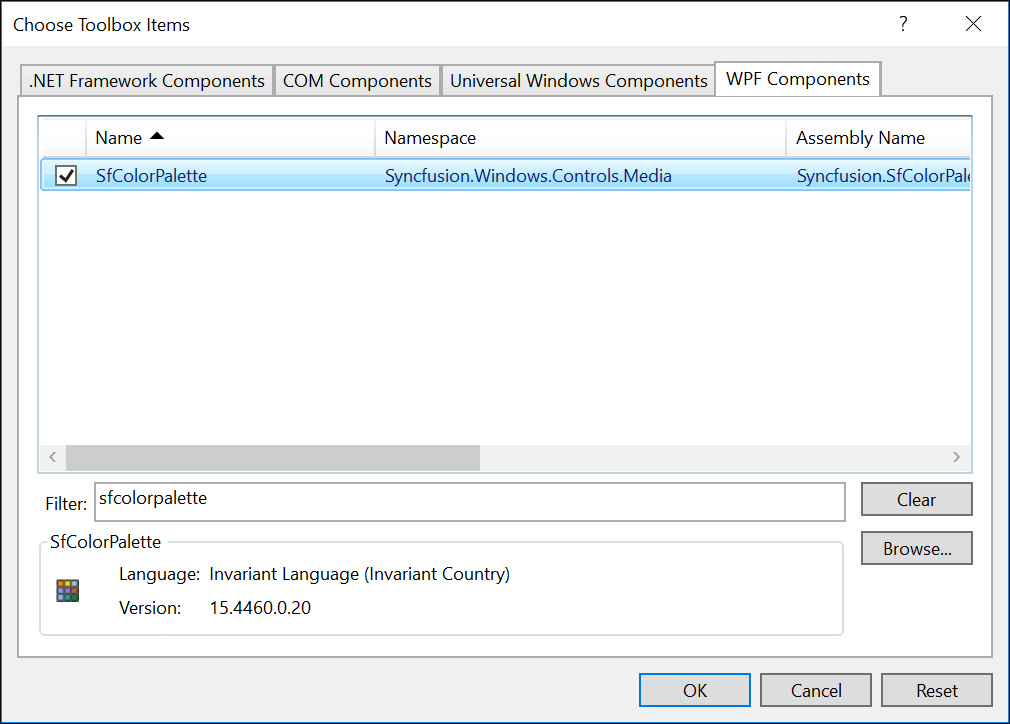 Choose Toolbox Items
?
.NET Framework Components COM Components Universal Windows Components WPF Components
Name Namespace Assembly Name
SfColorPalette Syncfusion.Windows.Controls.Media Syncfusion.SfColorPale
Filter: sfcolorpalette Clear
SfColorPalette Browse...
Language: Invariant Language (Invariant Country)
Version: 15.4460.0.20
OK Cancel Reset